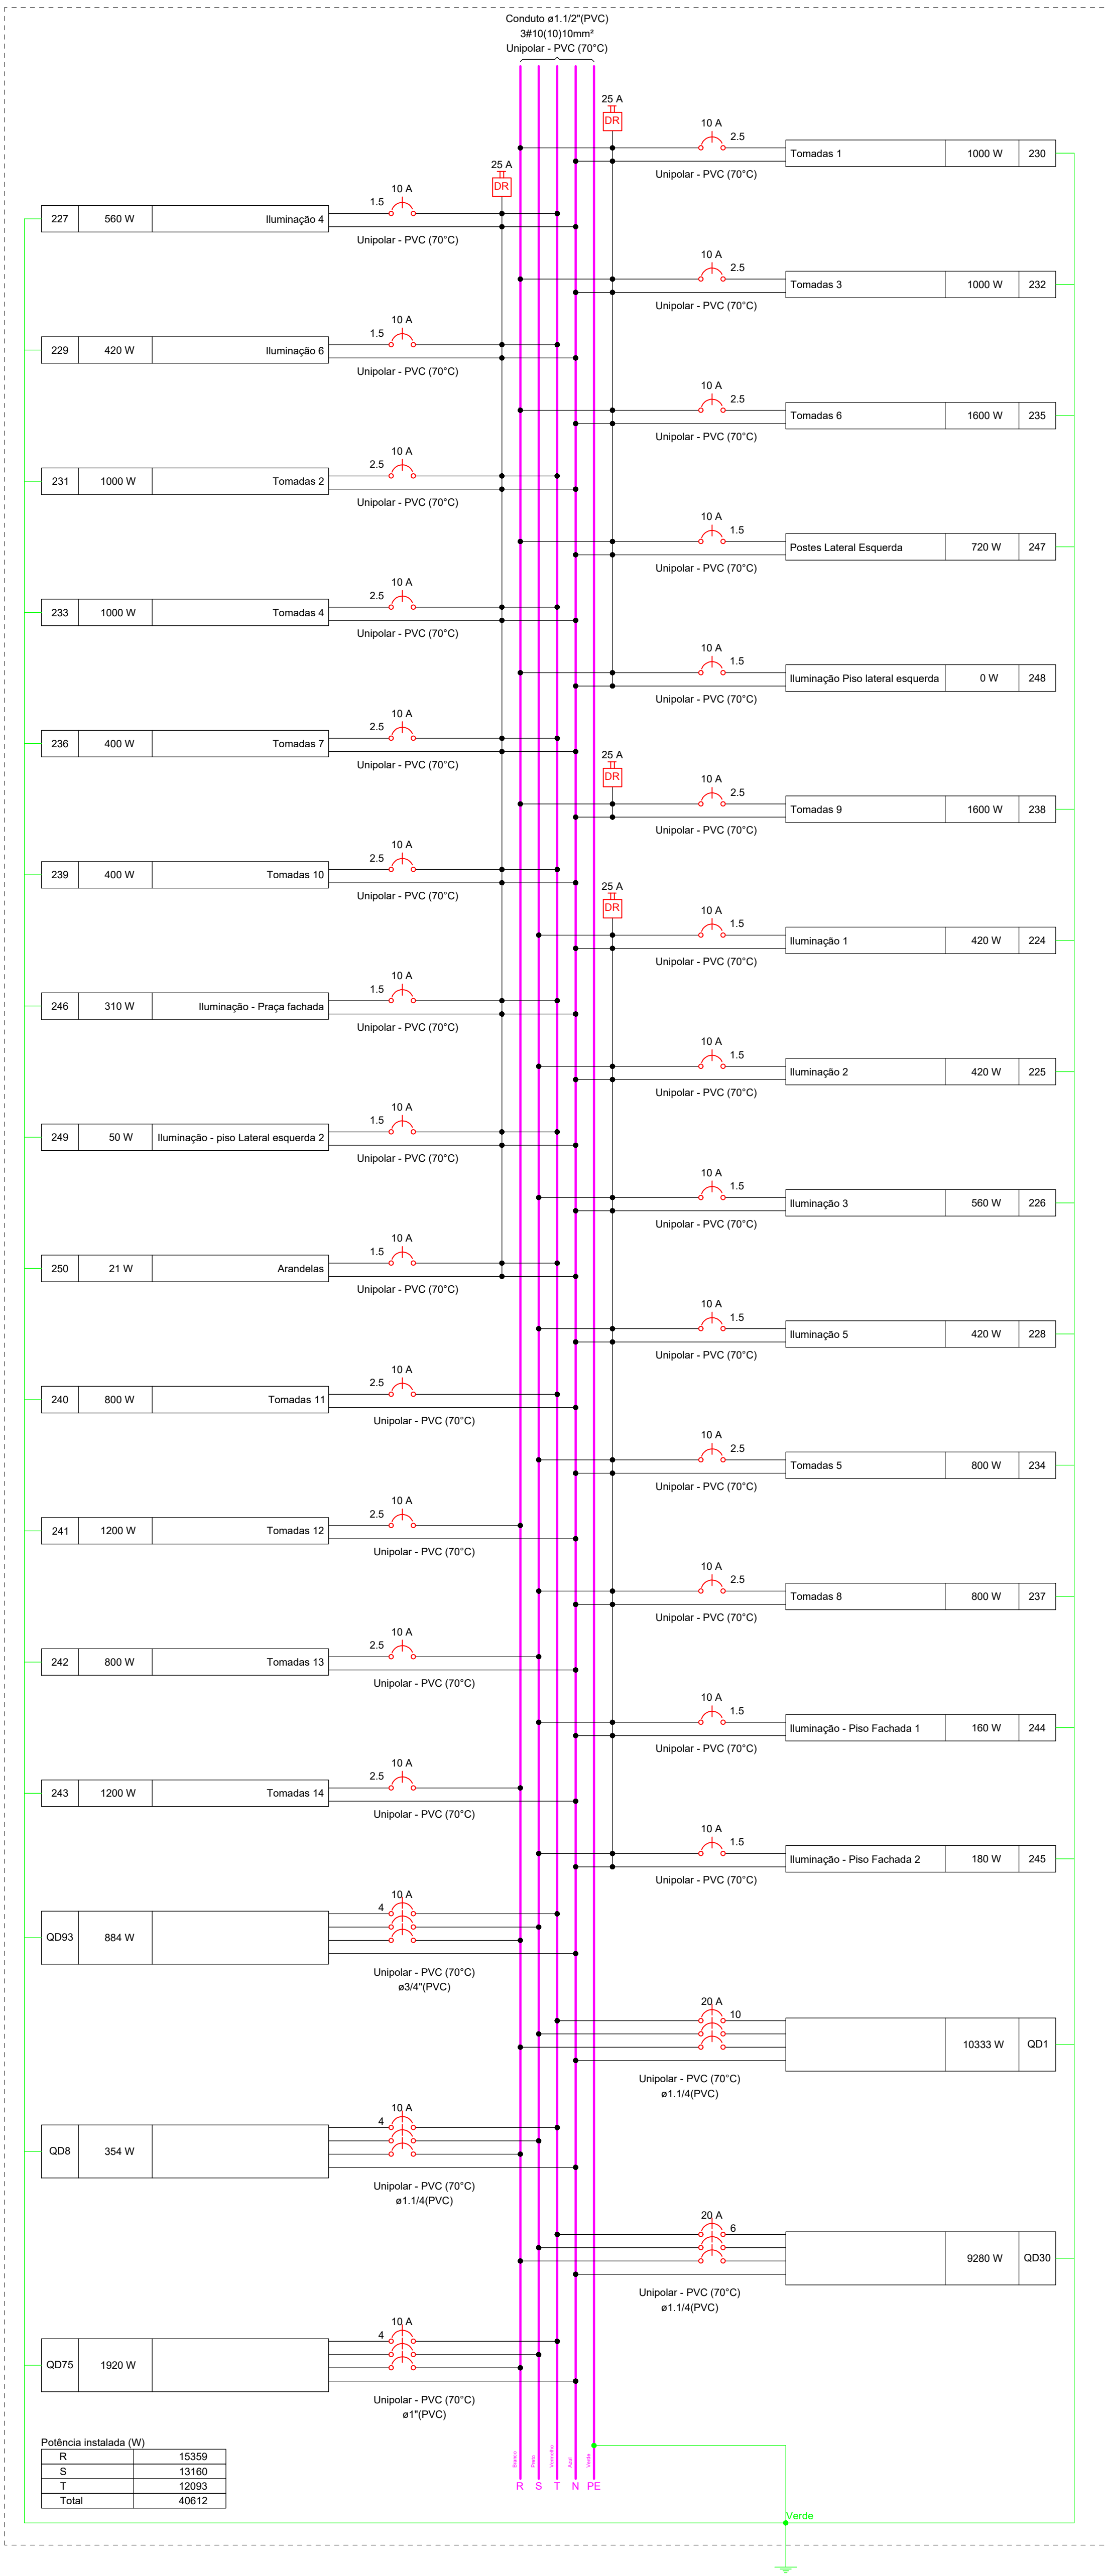 Conduto ø1.1/2"(PVC)
3#10(10)10mm²
Unipolar - PVC (70°C)
25 A
DR
10 A
2.5
Tomadas 1 1000 W 230
Unipolar - PVC (70°C)
25 A
DR
10 A
1.5
227 560 W Iluminação 4
Unipolar - PVC (70°C)
10 A
2.5
Tomadas 3 1000 W 232
Unipolar - PVC (70°C)
10 A
1.5
229 420 W Iluminação 6
Unipolar - PVC (70°C)
10 A
2.5
Tomadas 6 1600 W 235
Unipolar - PVC (70°C)
10 A
2.5
231 1000 W Tomadas 2
Unipolar - PVC (70°C)
10 A
1.5
Postes Lateral Esquerda 720 W 247
Unipolar - PVC (70°C)
10 A
2.5
233 1000 W Tomadas 4
Unipolar - PVC (70°C)
10 A
1.5
Iluminação Piso lateral esquerda 0 W 248
Unipolar - PVC (70°C)
10 A
2.5
236 400 W Tomadas 7
Unipolar - PVC (70°C)
25 A
DR
10 A
2.5
Tomadas 9 1600 W 238
Unipolar - PVC (70°C)
10 A
2.5
239 400 W Tomadas 10
Unipolar - PVC (70°C)
25 A
DR
10 A
1.5
Iluminação 1 420 W 224
Unipolar - PVC (70°C)
10 A
1.5
246 310 W Iluminação - Praça fachada
Unipolar - PVC (70°C)
10 A
1.5
Iluminação 2 420 W 225
Unipolar - PVC (70°C)
10 A
1.5
249 50 W Iluminação - piso Lateral esquerda 2
Unipolar - PVC (70°C)
10 A
1.5
Iluminação 3 560 W 226
Unipolar - PVC (70°C)
10 A
1.5
250 21 W Arandelas
Unipolar - PVC (70°C)
10 A
1.5
Iluminação 5 420 W 228
Unipolar - PVC (70°C)
10 A
2.5
240 800 W Tomadas 11
Unipolar - PVC (70°C)
10 A
2.5
Tomadas 5 800 W 234
Unipolar - PVC (70°C)
10 A
2.5
241 1200 W Tomadas 12
Unipolar - PVC (70°C)
10 A
2.5
Tomadas 8 800 W 237
Unipolar - PVC (70°C)
10 A
2.5
242 800 W Tomadas 13
Unipolar - PVC (70°C)
10 A
1.5
Iluminação - Piso Fachada 1 160 W 244
Unipolar - PVC (70°C)
10 A
2.5
243 1200 W Tomadas 14
Unipolar - PVC (70°C)
10 A
1.5
Iluminação - Piso Fachada 2 180 W 245
Unipolar - PVC (70°C)
10 A
4
QD93 884 W
Unipolar - PVC (70°C)
ø3/4"(PVC)
20 A
10
10333 W QD1
Unipolar - PVC (70°C)
ø1.1/4(PVC)
10 A
4
QD8 354 W
Unipolar - PVC (70°C)
ø1.1/4(PVC)
20 A
6
9280 W QD30
Unipolar - PVC (70°C)
ø1.1/4(PVC)
10 A
4
QD75 1920 W
Unipolar - PVC (70°C)
ø1"(PVC)
Potência instalada (W)
R 15359
S 13160
T 12093
Total 40612
Branco
Preto
Vermelho
Azul
Verde
R S T N PE
Verde